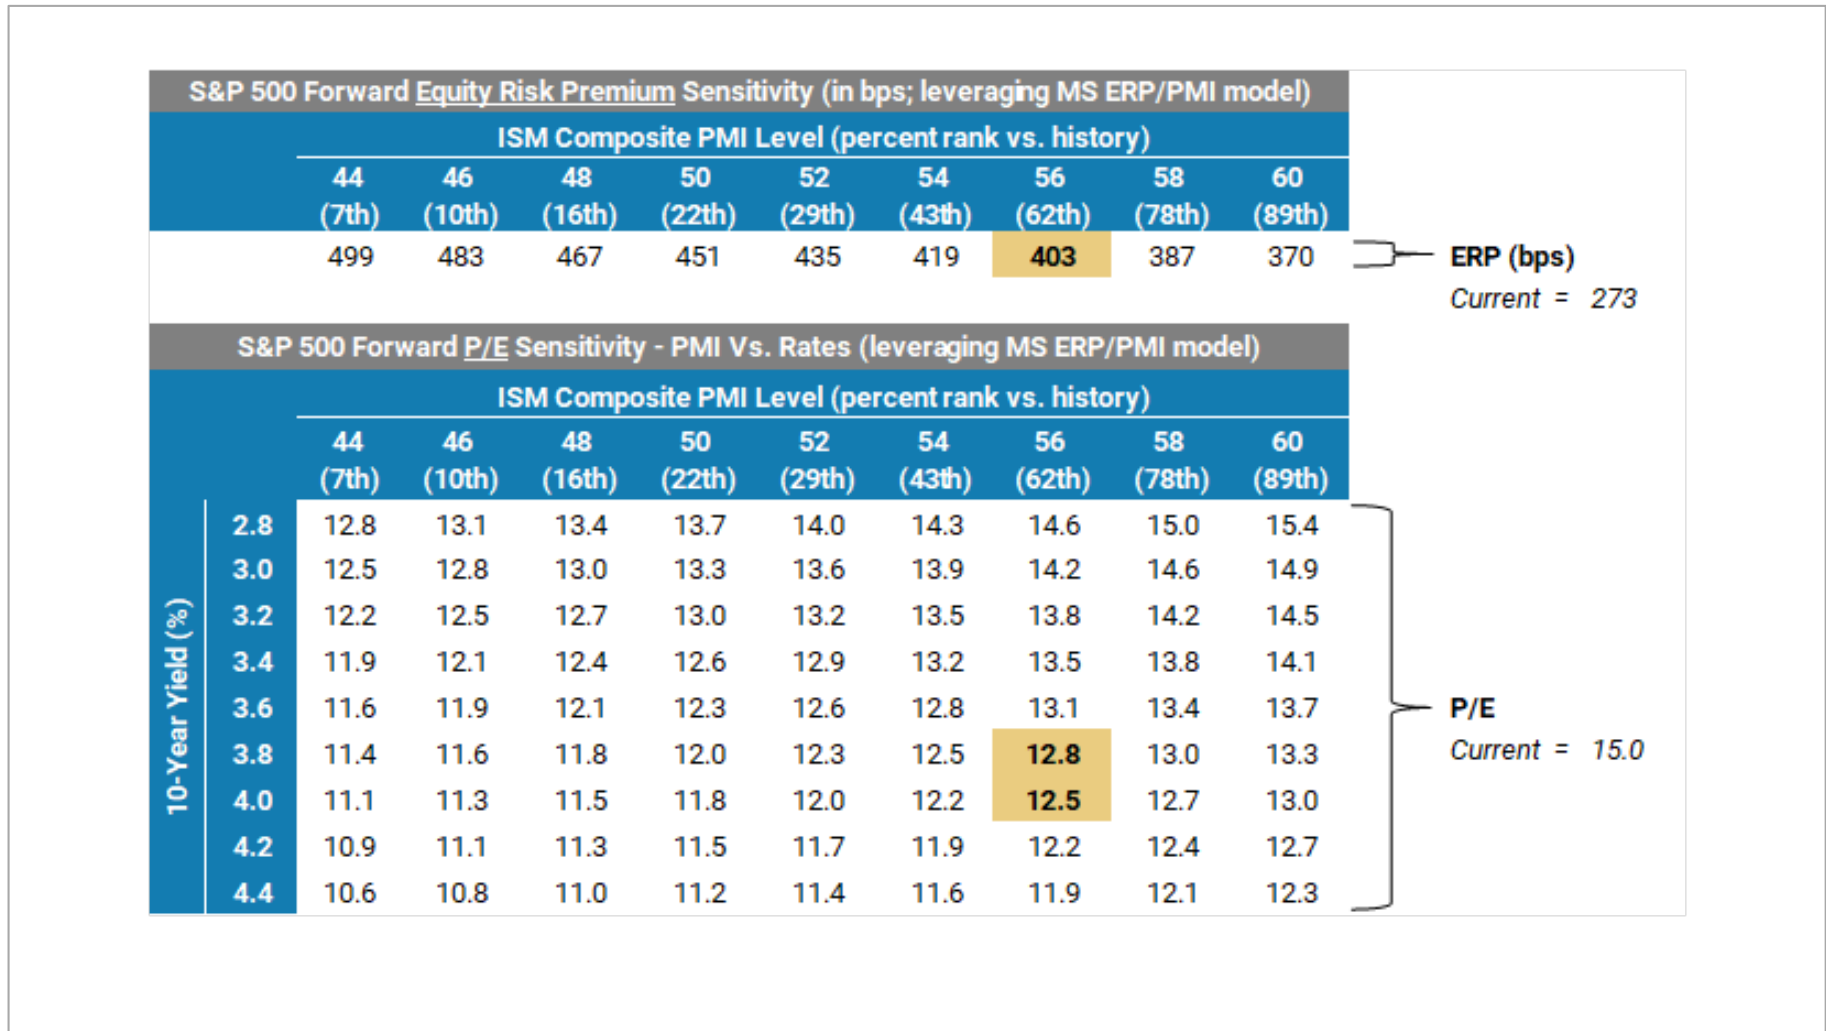 S&P 500 Forward Equity Risk Premium Sensitivity (in bps; leveraging MS ERP/PMI model)
ISM Composite PMI Level (percent rank vs. history)
44 46 48 50 52 54 56 58 60
(7th) (10th) (16th) (22th) (29th) (43th) (62th) (78th) (89th)
499 483 467 451 435 419 403 387 370 ERP (bps)
Current = 273
S&P 500 Forward P/E Sensitivity - PMI Vs. Rates (leveraging MS ERP/PMI model)
ISM Composite PMI Level (percent rank vs. history)
44 46 48 50 52 54 56 58 60
(7th) (10th) (16th) (22th) (29th) (43th) (62th) (78th) (89th)
10-Year Yield (%)
2.8 12.8 13.1 13.4 13.7 14.0 14.3 14.6 15.0 15.4
3.0 12.5 12.8 13.0 13.3 13.6 13.9 14.2 14.6 14.9
3.2 12.2 12.5 12.7 13.0 13.2 13.5 13.8 14.2 14.5
3.4 11.9 12.1 12.4 12.6 12.9 13.2 13.5 13.8 14.1
3.6 11.6 11.9 12.1 12.3 12.6 12.8 13.1 13.4 13.7 P/E
3.8 11.4 11.6 11.8 12.0 12.3 12.5 12.8 13.0 13.3 Current = 15.0
4.0 11.1 11.3 11.5 11.8 12.0 12.2 12.5 12.7 13.0
4.2 10.9 11.1 11.3 11.5 11.7 11.9 12.2 12.4 12.7
4.4 10.6 10.8 11.0 11.2 11.4 11.6 11.9 12.1 12.3